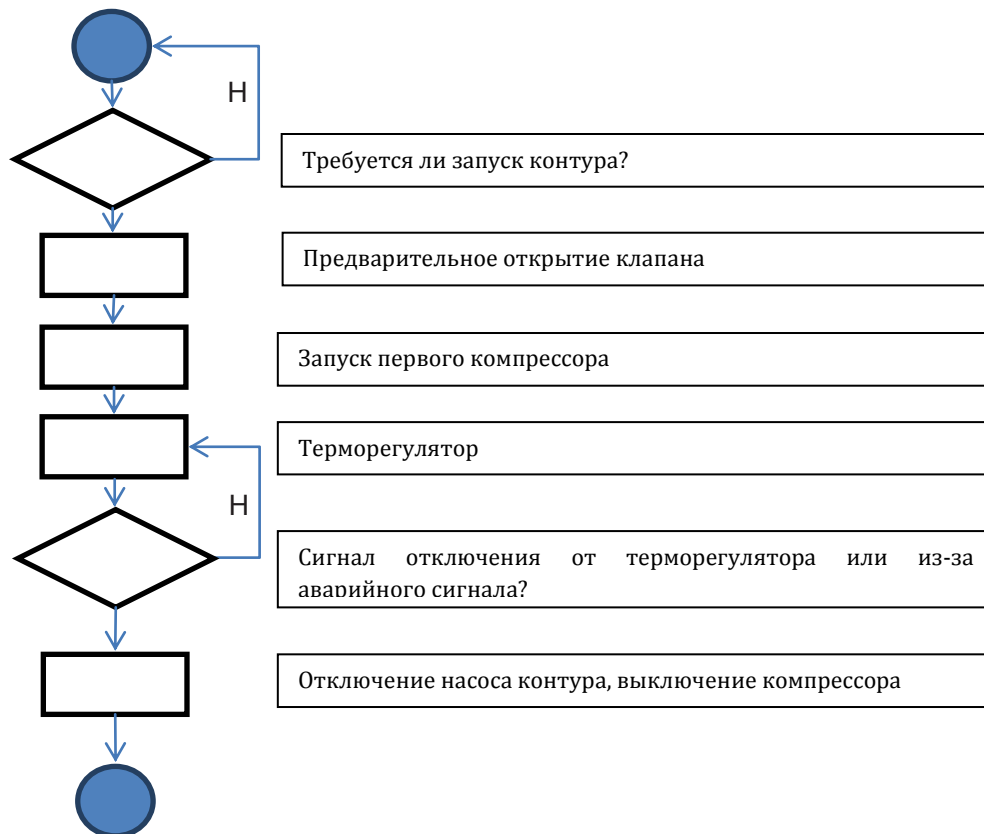 Н
Требуется ли запуск контура?
Предварительное открытие клапана
Запуск первого компрессора
Терморегулятор
Н
Сигнал отключения от терморегулятора или из-за
аварийного сигнала?
Отключение насоса контура, выключение компрессора